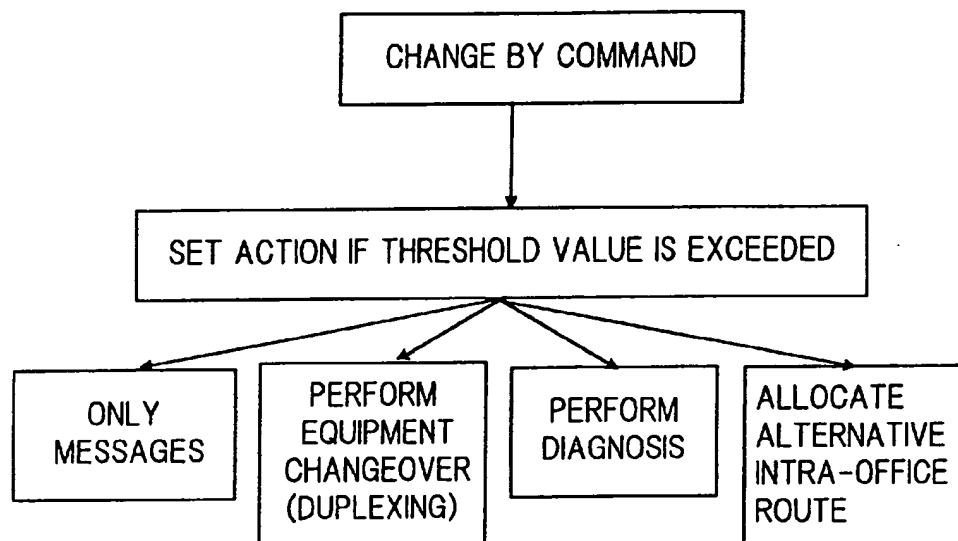 CHANGE BY COMMAND
SET ACTION IF THRESHOLD VALUE IS EXCEEDED
ONLY
MESSAGES
PERFORM
EQUIPMENT
CHANGEOVER
(DUPLEXING)
PERFORM
DIAGNOSIS
ALLOCATE
ALTERNATIVE
INTRA-OFFICE
ROUTE